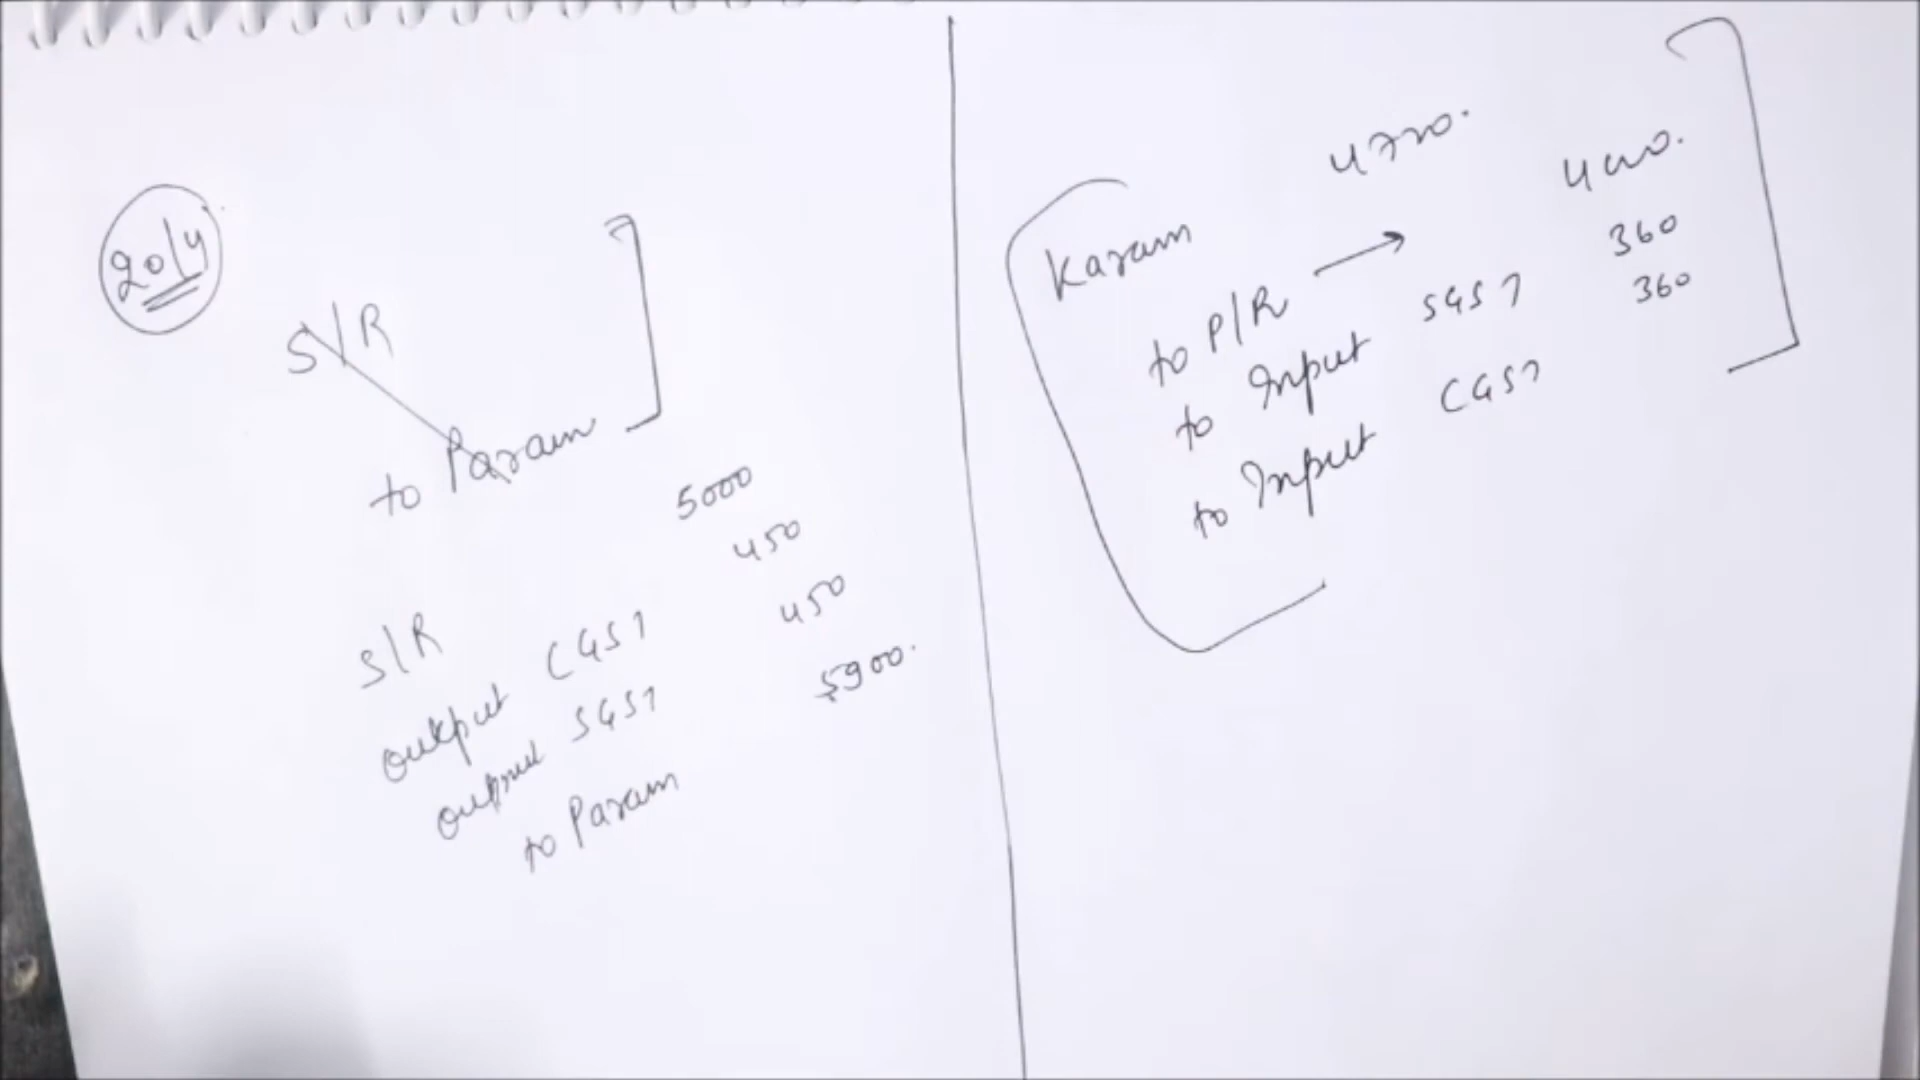 20/4
S/R
to Param
S/R 5000
output CGST 450
output SGST 450
to Param 5900.
Karam 4720.
to P/R → 4000.
to Input SGST 360
to Input CGST 360